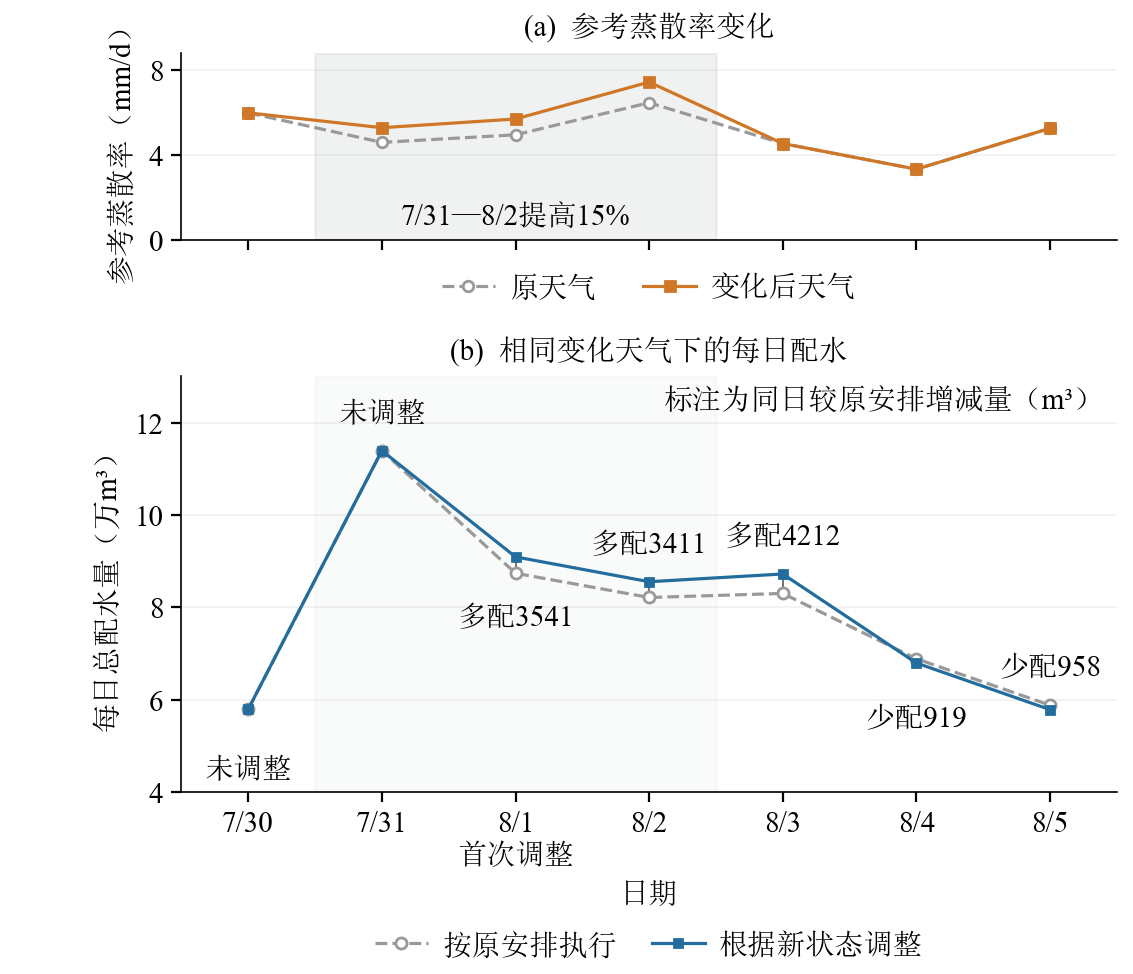 (a) 参考蒸散率变化
参考蒸散率（mm/d）
8
4
0
7/31—8/2提高15%
原天气
变化后天气
(b) 相同变化天气下的每日配水
标注为同日较原安排增减量（m³）
每日总配水量（万m³）
12
10
8
6
4
未调整
未调整
多配3541
多配3411
多配4212
少配919
少配958
7/30
7/31
8/1
8/2
8/3
8/4
8/5
首次调整
日期
按原安排执行
根据新状态调整